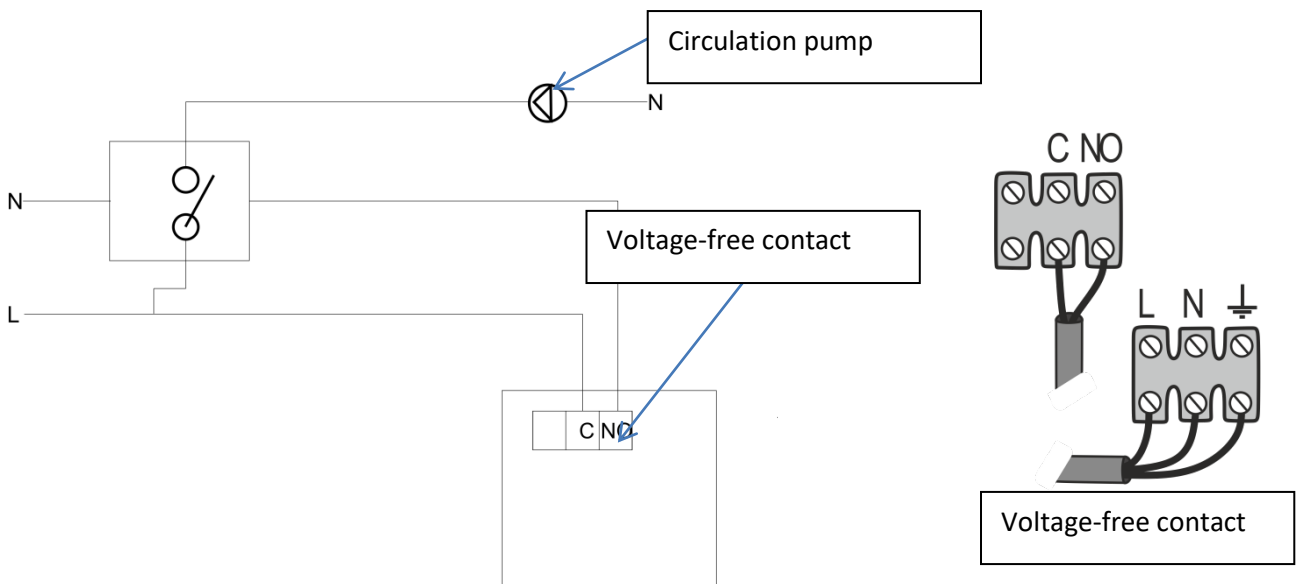 Circulation pump
N
C NO
N
Voltage-free contact
L N
L
C NO
Voltage-free contact